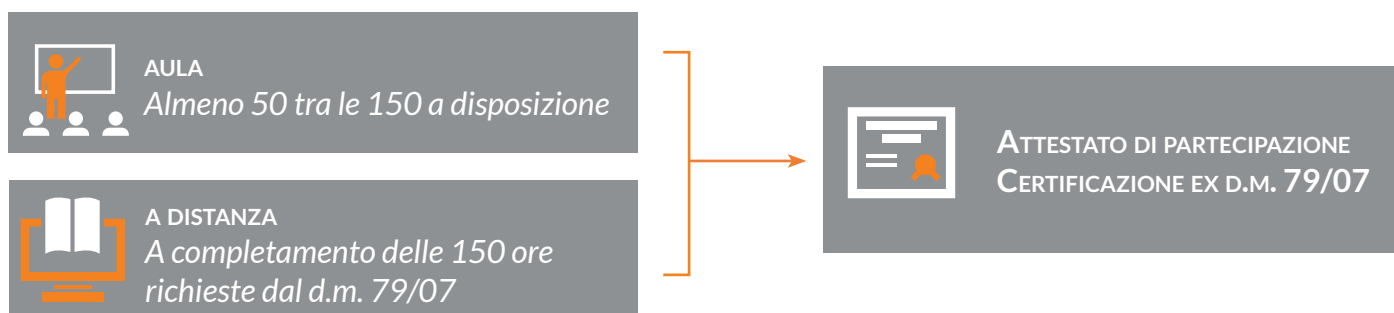 AULA
Almeno 50 tra le 150 a disposizione
A DISTANZA
A completamento delle 150 ore
richieste dal d.m. 79/07
ATTESTATO DI PARTECIPAZIONE
CERTIFICAZIONE EX D.M. 79/07